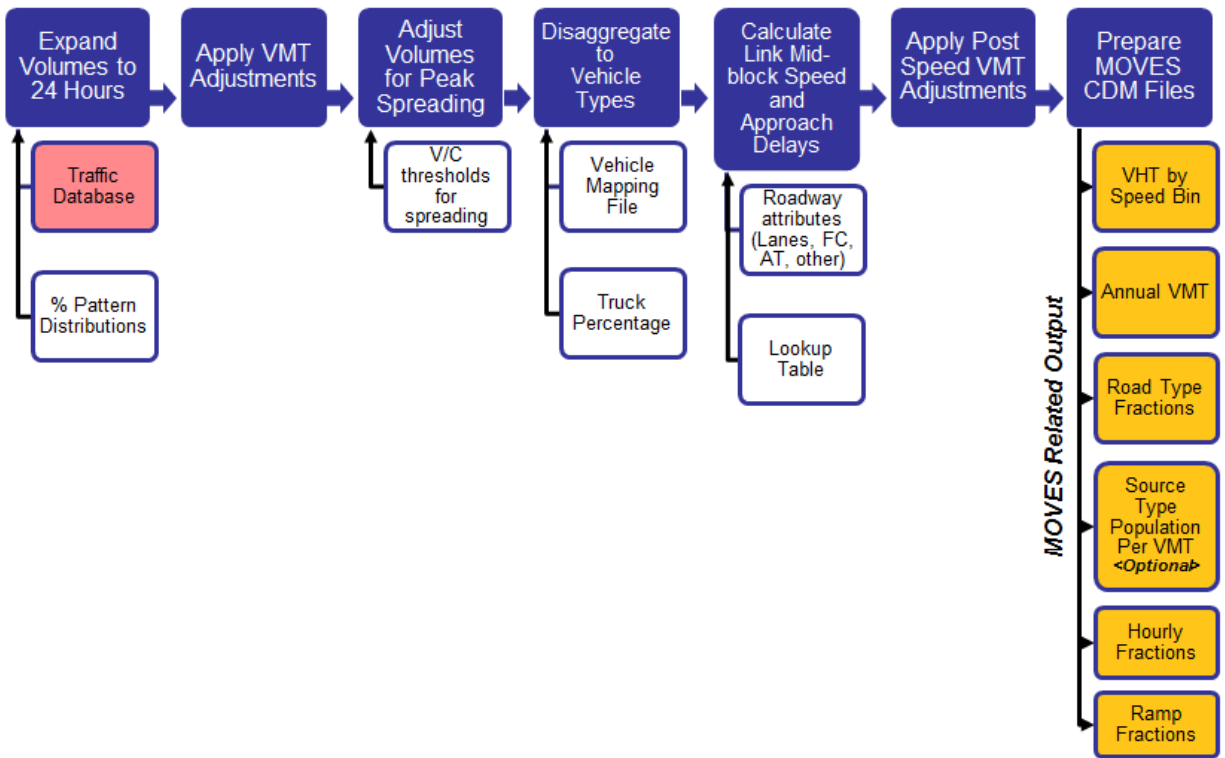 Expand
Volumes to
24 Hours
Apply VMT
Adjustments
Adjust
Volumes
for Peak
Spreading
Disaggregate
to
Vehicle
Types
Calculate
Link Mid-
block Speed
and
Approach
Delays
Apply Post
Speed VMT
Adjustments
Prepare
MOVES
CDM Files
Traffic
Database
% Pattern
Distributions
V/C
thresholds
for
spreading
Vehicle
Mapping
File
Truck
Percentage
Roadway
attributes
(Lanes, FC,
AT, other)
Lookup
Table
MOVES Related Output
VHT by
Speed Bin
Annual VMT
Road Type
Fractions
Source
Type
Population
Per VMT
<Optional>
Hourly
Fractions
Ramp
Fractions